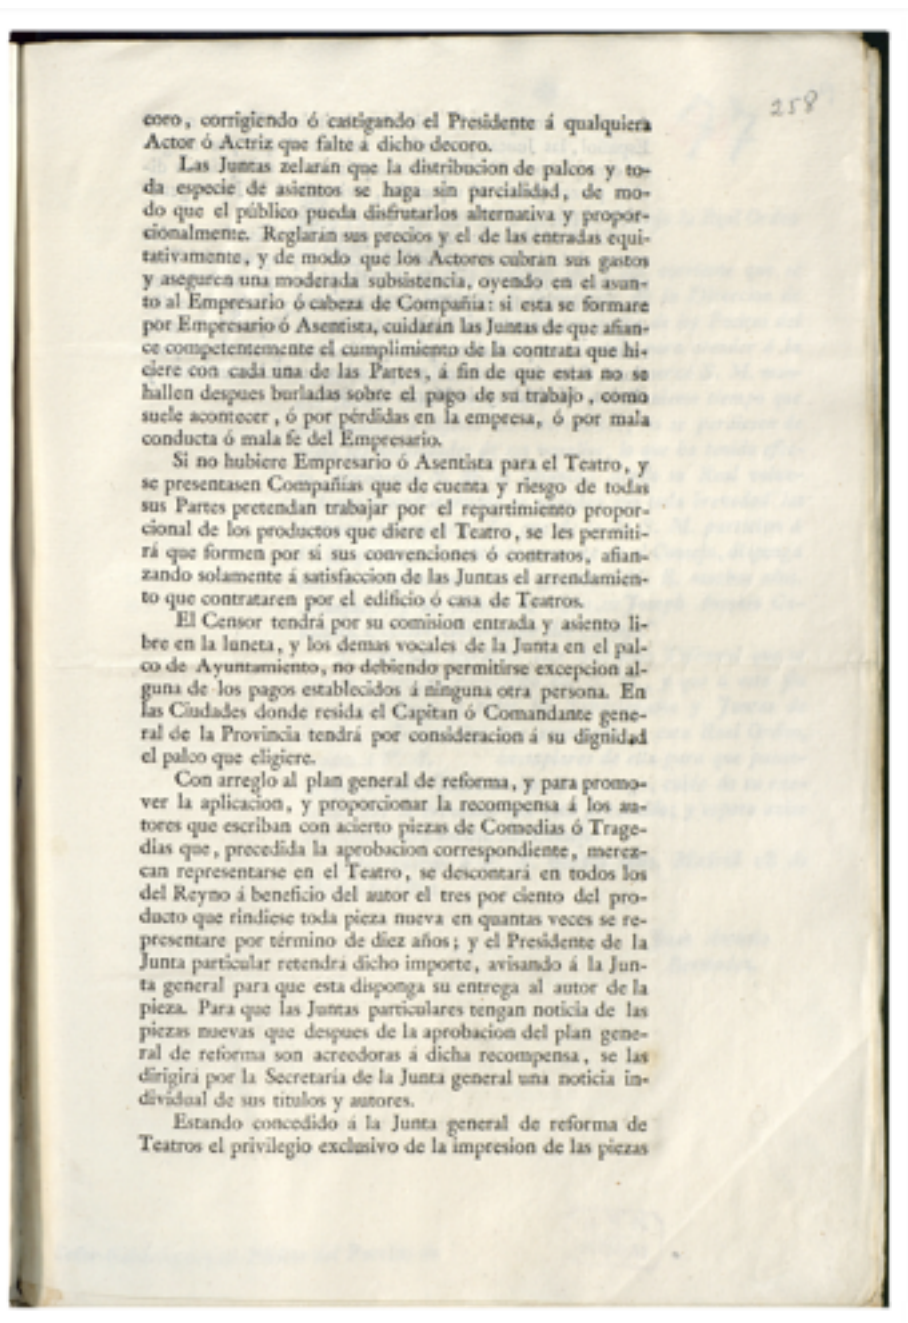 258
coro, corrigiendo ó castigando el Presidente á qualquiera
Actor ó Actriz que falte á dicho decoro.
Las Juntas zelarán que la distribucion de palcos y to-
da especie de asientos se haga sin parcialidad, de mo-
do que el público pueda disfrutarlos alternativa y propor-
cionalmente. Reglarán sus precios y el de las entradas equi-
tativamente, y de modo que los Actores cubran sus gastos
y aseguren una moderada subsistencia, oyendo en el asun-
to al Empresario ó cabeza de Compañia: si esta se formare
por Empresario ó Asentista, cuidarán las Juntas de que afian-
ce competentemente el cumplimiento de la contrata que hi-
ciere con cada una de las Partes, á fin de que estas no se
hallen despues burladas sobre el pago de su trabajo, como
suele acontecer, ó por pérdidas en la empresa, ó por mala
conducta ó mala fe del Empresario.
Si no hubiere Empresario ó Asentista para el Teatro, y
se presentasen Compañías que de cuenta y riesgo de todas
sus Partes pretendan trabajar por el repartimiento propor-
cional de los productos que diere el Teatro, se les permiti-
rá que formen por sí sus convenciones ó contratos, afian-
zando solamente á satisfaccion de las Juntas el arrendamien-
to que contrataren por el edificio ó casa de Teatros.
El Censor tendrá por su comision entrada y asiento li-
bre en la luneta, y los demas vocales de la Junta en el pal-
co de Ayuntamiento, no debiendo permitirse excepcion al-
guna de los pagos establecidos á ninguna otra persona. En
las Ciudades donde resida el Capitan ó Comandante gene-
ral de la Provincia tendrá por consideracion á su dignidad
el palco que eligiere.
Con arreglo al plan general de reforma, y para promo-
ver la aplicacion, y proporcionar la recompensa á los au-
tores que escriban con acierto piezas de Comedias ó Trage-
dias que, precedida la aprobacion correspondiente, merez-
can representarse en el Teatro, se descontará en todos los
del Reyno á beneficio del autor el tres por ciento del pro-
ducto que rindiese toda pieza nueva en quantas veces se re-
presentare por término de diez años; y el Presidente de la
Junta particular retendrá dicho importe, avisando á la Jun-
ta general para que esta disponga su entrega al autor de la
pieza. Para que las Juntas particulares tengan noticia de las
piezas nuevas que despues de la aprobacion del plan gene-
ral de reforma son acreedoras á dicha recompensa, se las
dirigirá por la Secretaría de la Junta general una noticia in-
dividual de sus titulos y autores.
Estando concedido á la Junta general de reforma de
Teatros el privilegio exclusivo de la impresion de las piezas